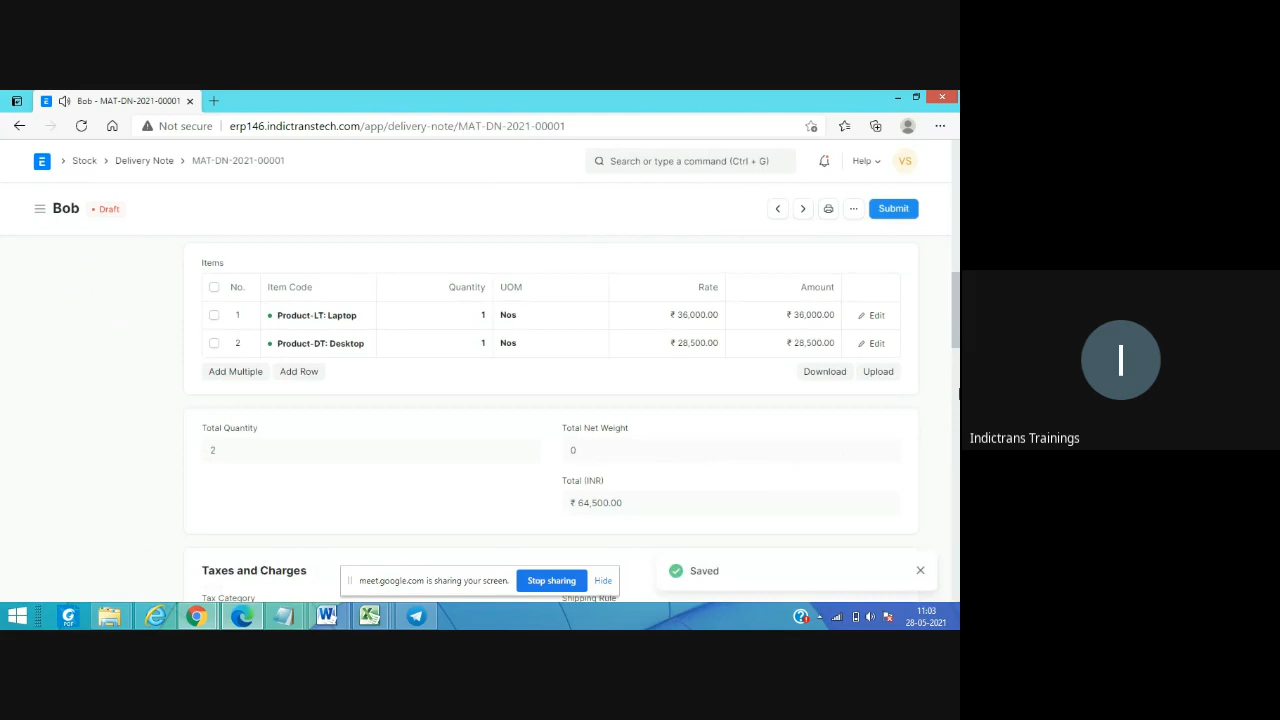 Bob - MAT-DN-2021-00001
Not secure erp146.indictranstech.com/app/delivery-note/MAT-DN-2021-00001
E Stock Delivery Note MAT-DN-2021-00001 Search or type a command (Ctrl + G) Help VS
Bob Draft Submit
Items
No. Item Code Quantity UOM Rate Amount
1 Product-LT: Laptop 1 Nos ₹ 36,000.00 ₹ 36,000.00 Edit
2 Product-DT: Desktop 1 Nos ₹ 28,500.00 ₹ 28,500.00 Edit
Add Multiple Add Row Download Upload
Total Quantity Total Net Weight
2 0
Total (INR)
₹ 64,500.00
Taxes and Charges
meet.google.com is sharing your screen. Stop sharing Hide
Saved
Tax Category Shipping Rule
11:03
28-05-2021
I
Indictrans Trainings